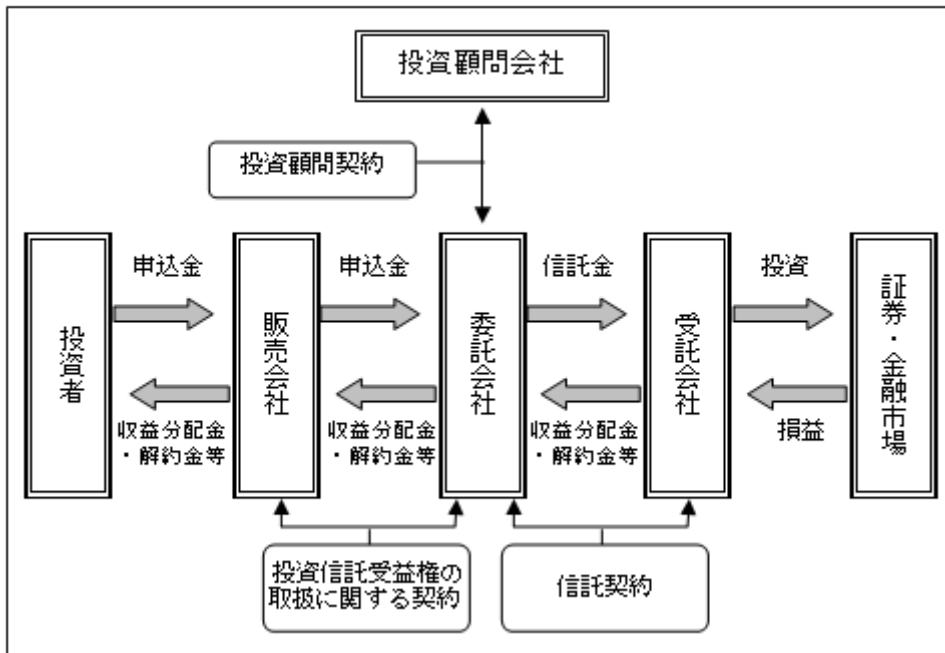 投資顧問会社
投資顧問契約
投資者
申込金
収益分配金
・解約金等
販売会社
申込金
収益分配金
・解約金等
委託会社
信託金
収益分配金
・解約金等
受託会社
投資
損益
証券・金融市場
投資信託受益権の
取扱に関する契約
信託契約